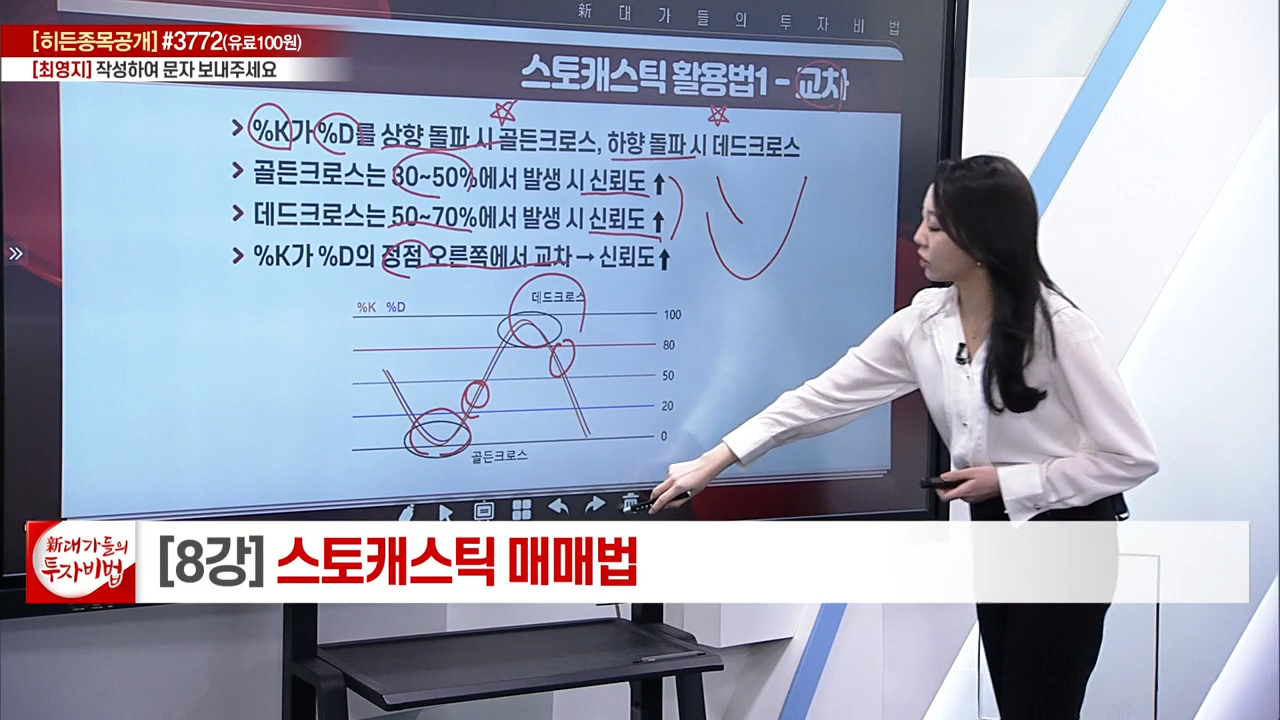 新 대 가 들 의 투 자 비 법
[히든종목공개] #3772(유료100원)
[최영지] 작성하여 문자 보내주세요
스토캐스틱 활용법1 - 교차
%K가 %D를 상향 돌파 시 골든크로스, 하향 돌파 시 데드크로스
골든크로스는 30~50%에서 발생 시 신뢰도 ⬆
데드크로스는 50~70%에서 발생 시 신뢰도 ⬆
%K가 %D의 정점 오른쪽에서 교차 → 신뢰도⬆
%K %D
데드크로스
100
80
50
20
0
골든크로스
新대가들의
투자비법
[8강] 스토캐스틱 매매법